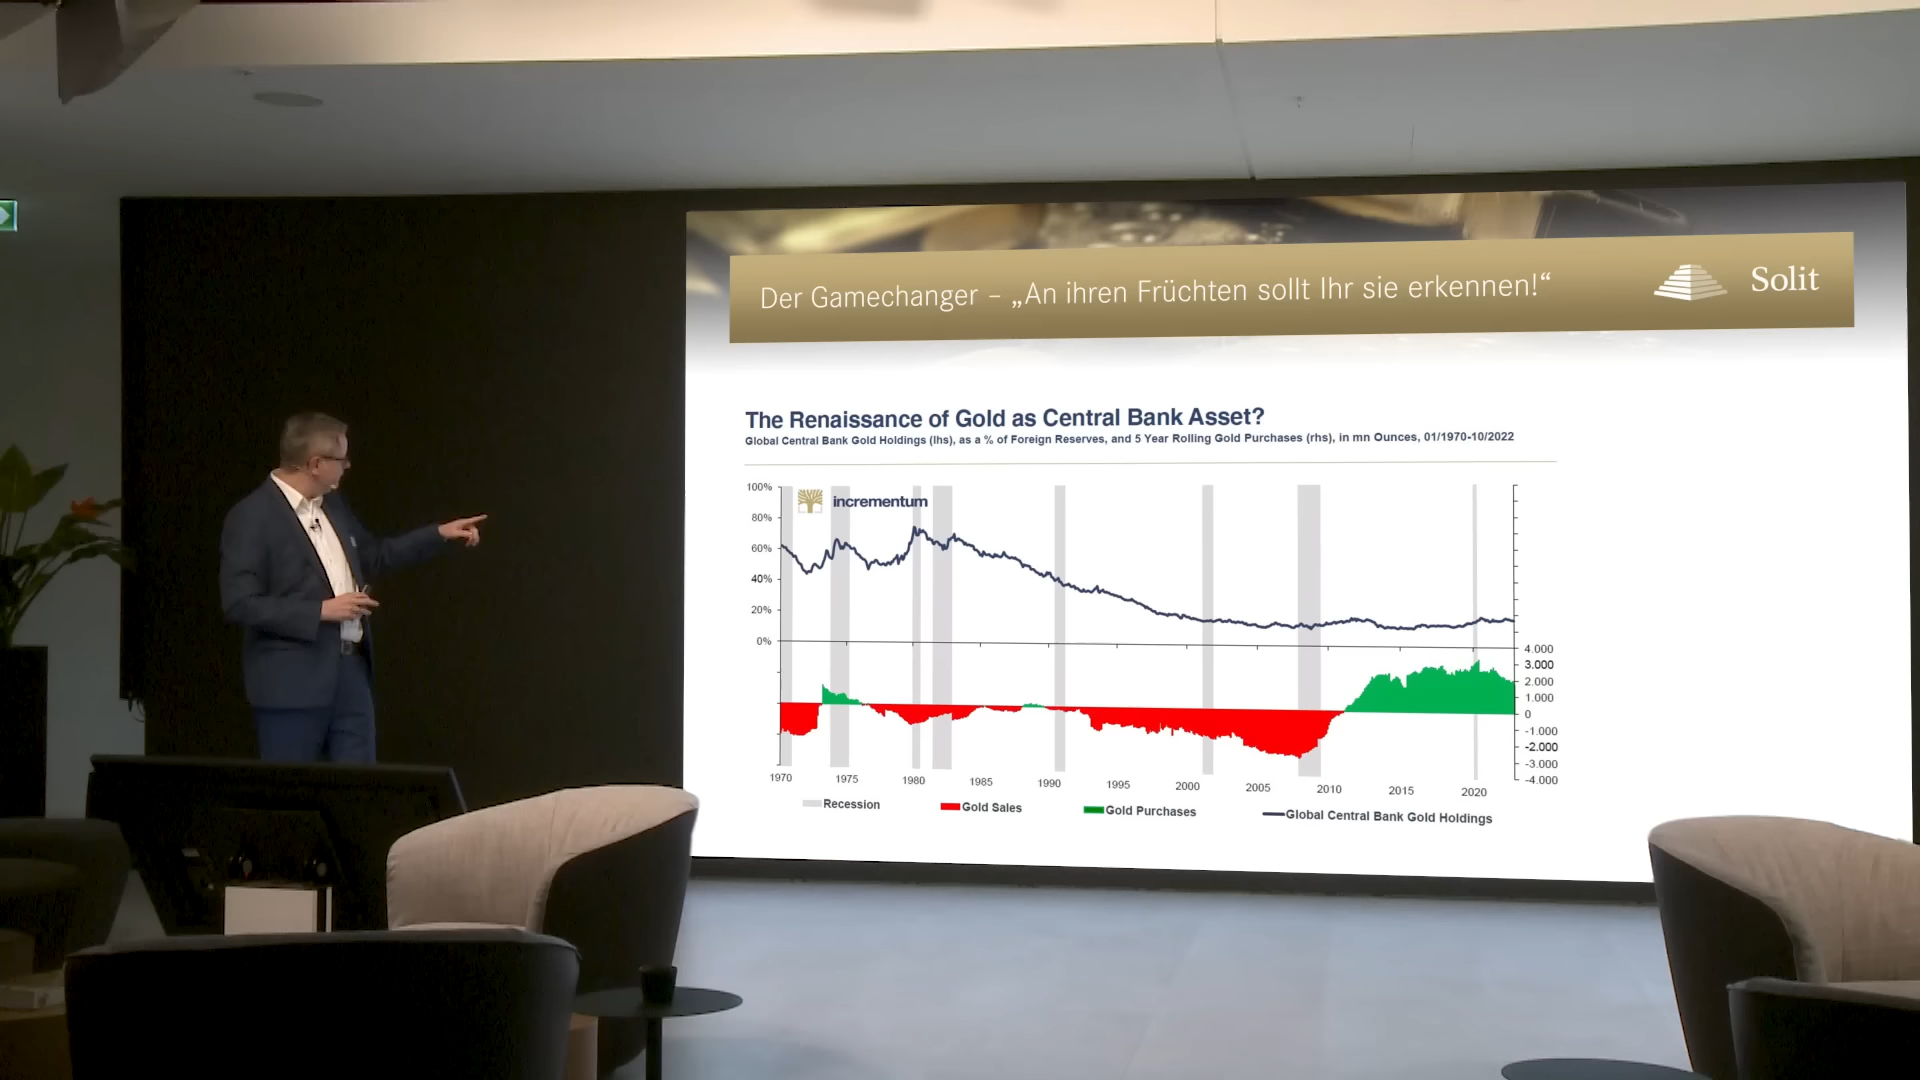 Der Gamechanger – „An ihren Früchten sollt Ihr sie erkennen!“
Solit
The Renaissance of Gold as Central Bank Asset?
Global Central Bank Gold Holdings (lhs), as a % of Foreign Reserves, and 5 Year Rolling Gold Purchases (rhs), in mn Ounces, 01/1970-10/2022
incrementum
100%
80%
60%
40%
20%
0%
4.000
3.000
2.000
1.000
0
-1.000
-2.000
-3.000
-4.000
1970 1975 1980 1985 1990 1995 2000 2005 2010 2015 2020
Recession Gold Sales Gold Purchases Global Central Bank Gold Holdings